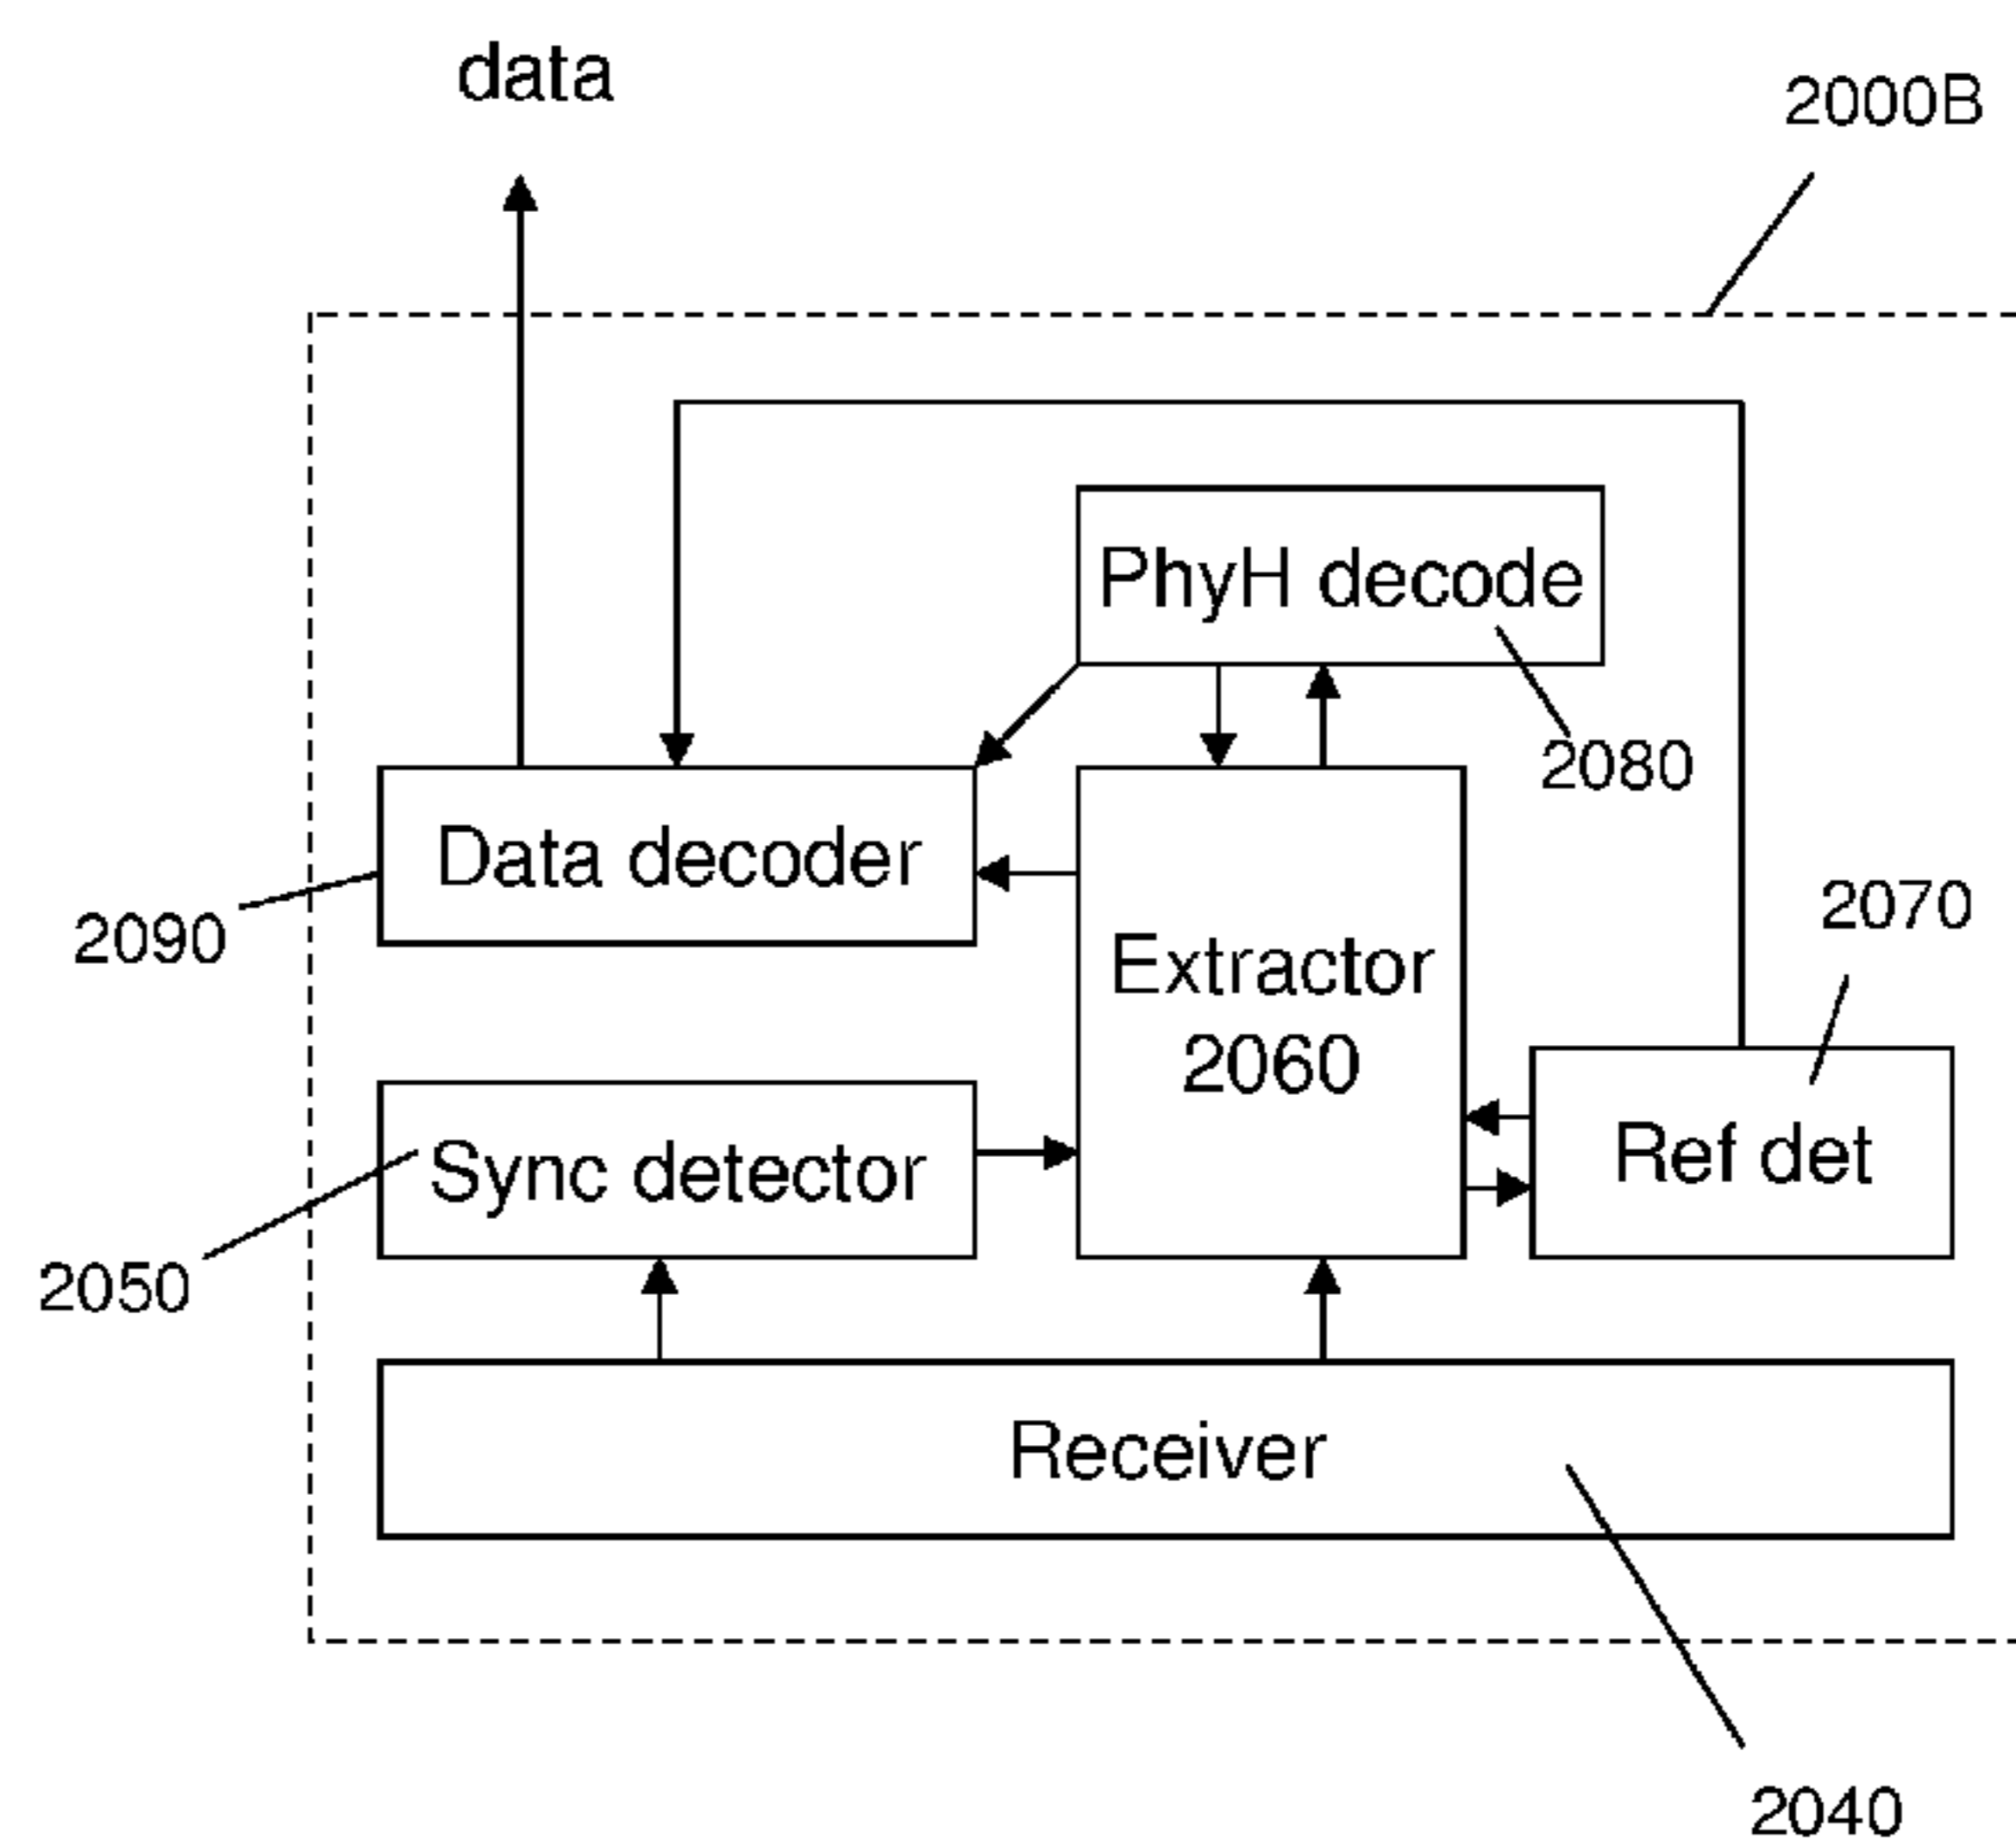 data
2000B
PhyH decode
2080
Data decoder
2090
2070
Extractor
2060
Ref det
Sync detector
2050
Receiver
2040